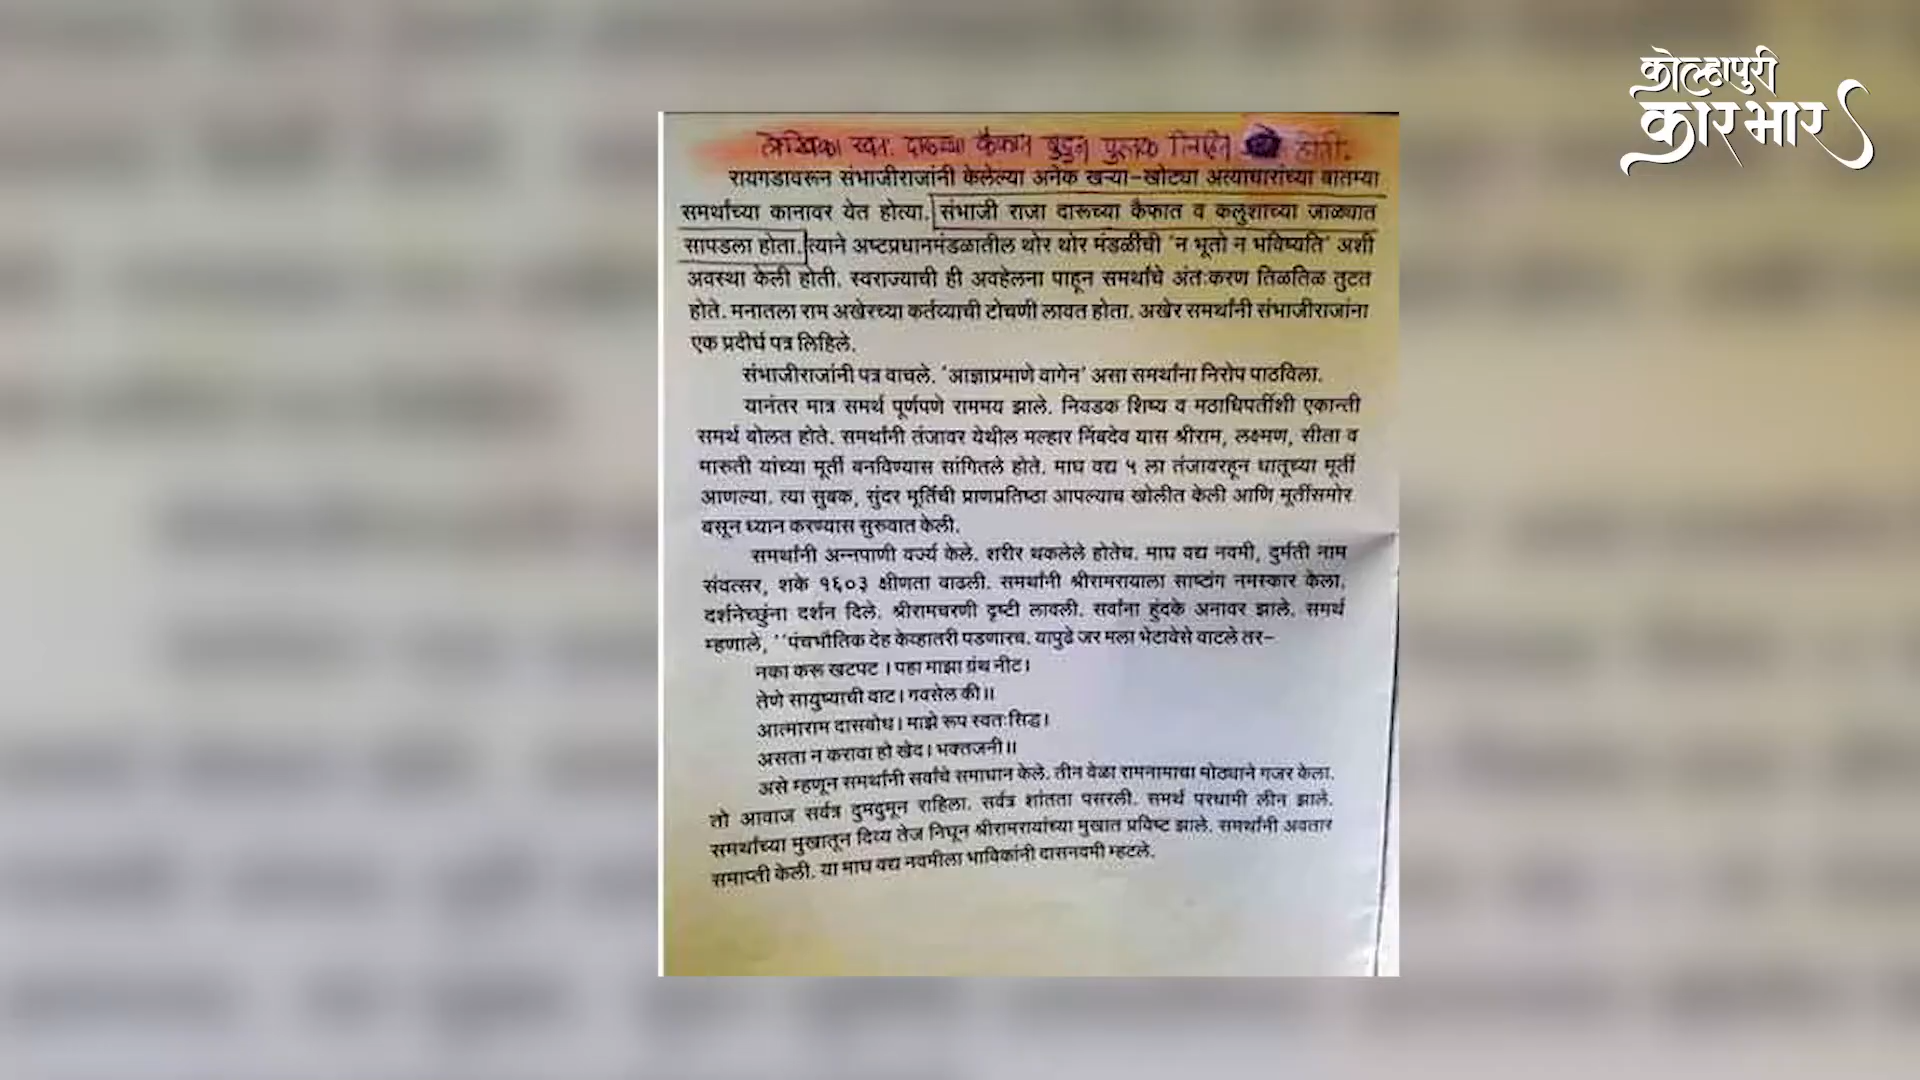 कोल्हापुरी
कारभार
लेखिका स्वतः दारूच्या कैफात बुडुन पुस्तक लिहित होती.
रायगडावरून संभाजीराजांनी केलेल्या अनेक खऱ्या-खोट्या अत्याचारांच्या बातम्या
समर्थांच्या कानावर येत होत्या. संभाजी राजा दारूच्या कैफात व कलुशाच्या जाळ्यात
सापडला होता. त्याने अष्टप्रधानमंडळातील थोर थोर मंडळींची 'न भूतो न भविष्यति' अशी
अवस्था केली होती. स्वराज्याची ही अवहेलना पाहून समर्थांचे अंतःकरण तिळतिळ तुटत
होते. मनातला राम अखेरच्या कर्तव्याची टोचणी लावत होता. अखेर समर्थांनी संभाजीराजांना
एक प्रदीर्घ पत्र लिहिले.
संभाजीराजांनी पत्र वाचले. 'आज्ञाप्रमाणे वागेन' असा समर्थांना निरोप पाठविला.
यानंतर मात्र समर्थ पूर्णपणे राममय झाले. निवडक शिष्य व मठाधिपतींशी एकान्ती
समर्थ बोलत होते. समर्थांनी तंजावर येथील मल्हार निंबदेव यास श्रीराम, लक्ष्मण, सीता व
मारुती यांच्या मूर्ती बनविण्यास सांगितले होते. माघ वद्य ५ ला तंजावरहून धातूच्या मूर्ती
आणल्या. त्या सुबक, सुंदर मूर्तिंची प्राणप्रतिष्ठा आपल्याच खोलीत केली आणि मूर्तीसमोर
बसून ध्यान करण्यास सुरुवात केली.
समर्थांनी अन्नपाणी वर्ज्य केले. शरीर थकलेले होतेच. माघ वद्य नवमी, दुर्मती नाम
संवत्सर, शके १६०३ क्षीणता वाढली. समर्थांनी श्रीरामरायाला साष्टांग नमस्कार केला,
दर्शनेच्छुंना दर्शन दिले. श्रीरामचरणी दृष्टी लावली. सर्वांना हुंदके अनावर झाले. समर्थ
म्हणाले, ''पंचभौतिक देह केव्हातरी पडणारच. यापुढे जर मला भेटावेसे वाटले तर-
नका करू खटपट । पहा माझा ग्रंथ नीट।
तेणे सायुज्याची वाट। गवसेल की॥
आत्माराम दासबोध। माझे रूप स्वतःसिद्ध।
असता न करावा हो खेद। भक्तजनी॥
असे म्हणून समर्थांनी सर्वांचे समाधान केले. तीन वेळा रामनामाचा मोठ्याने गजर केला.
तो आवाज सर्वत्र दुमदुमून राहिला. सर्वत्र शांतता पसरली. समर्थ परधामी लीन झाले.
समर्थांच्या मुखातून दिव्य तेज निघून श्रीरामरायांच्या मुखात प्रविष्ट झाले. समर्थांनी अवतार
समाप्ती केली. या माघ वद्य नवमीला भाविकांनी दासनवमी म्हटले.